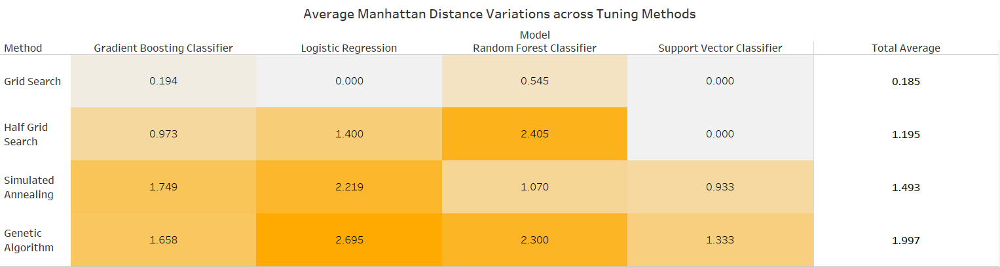 Average Manhattan Distance Variations across Tuning Methods
Model
Method Gradient Boosting Classifier Logistic Regression Random Forest Classifier Support Vector Classifier Total Average
Grid Search 0.194 0.000 0.545 0.000 0.185
Half Grid
Search 0.973 1.400 2.405 0.000 1.195
Simulated
Annealing 1.749 2.219 1.070 0.933 1.493
Genetic
Algorithm 1.658 2.695 2.300 1.333 1.997